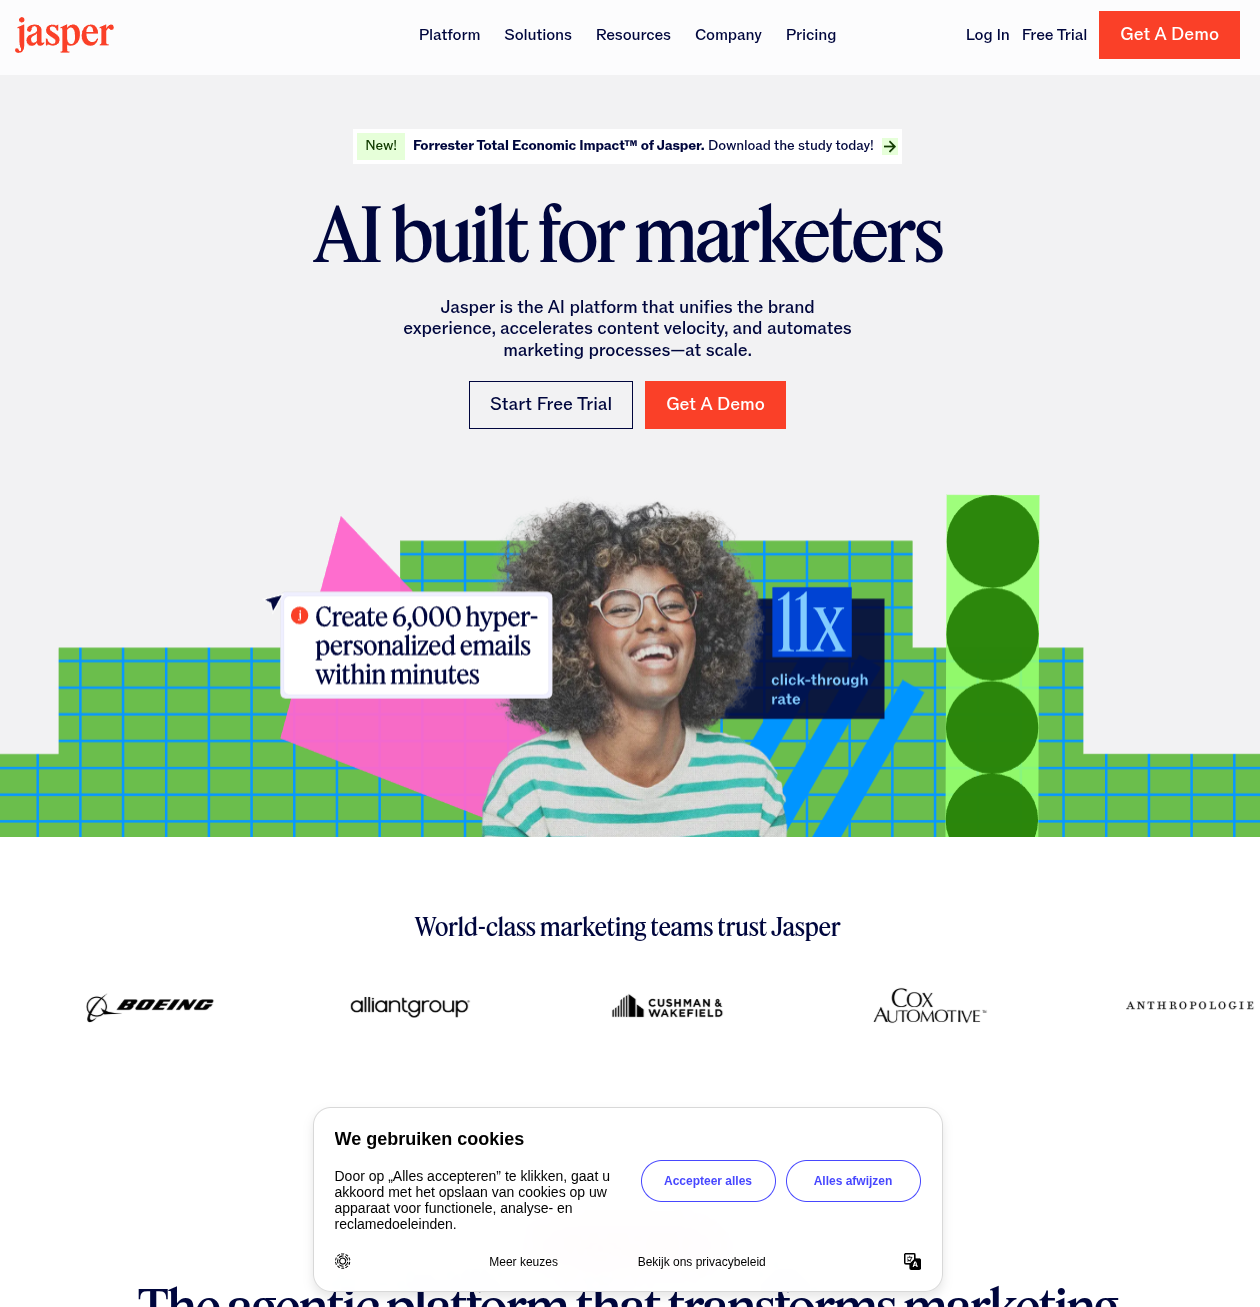 jasper
Platform Solutions Resources Company Pricing
Log In Free Trial Get A Demo
New! Forrester Total Economic Impact™ of Jasper. Download the study today!
AI built for marketers
Jasper is the AI platform that unifies the brand
experience, accelerates content velocity, and automates
marketing processes—at scale.
Start Free Trial Get A Demo
j Create 6,000 hyper-
personalized emails
within minutes
11x
click-through
rate
World-class marketing teams trust Jasper
BOEING
alliantgroup
CUSHMAN &
WAKEFIELD
COX
AUTOMOTIVE™
ANTHROPOLOGIE
We gebruiken cookies
Door op „Alles accepteren” te klikken, gaat u
akkoord met het opslaan van cookies op uw
apparaat voor functionele, analyse- en
reclamedoeleinden.
Accepteer alles Alles afwijzen
Meer keuzes Bekijk ons privacybeleid
The agentic platform that transforms marketing